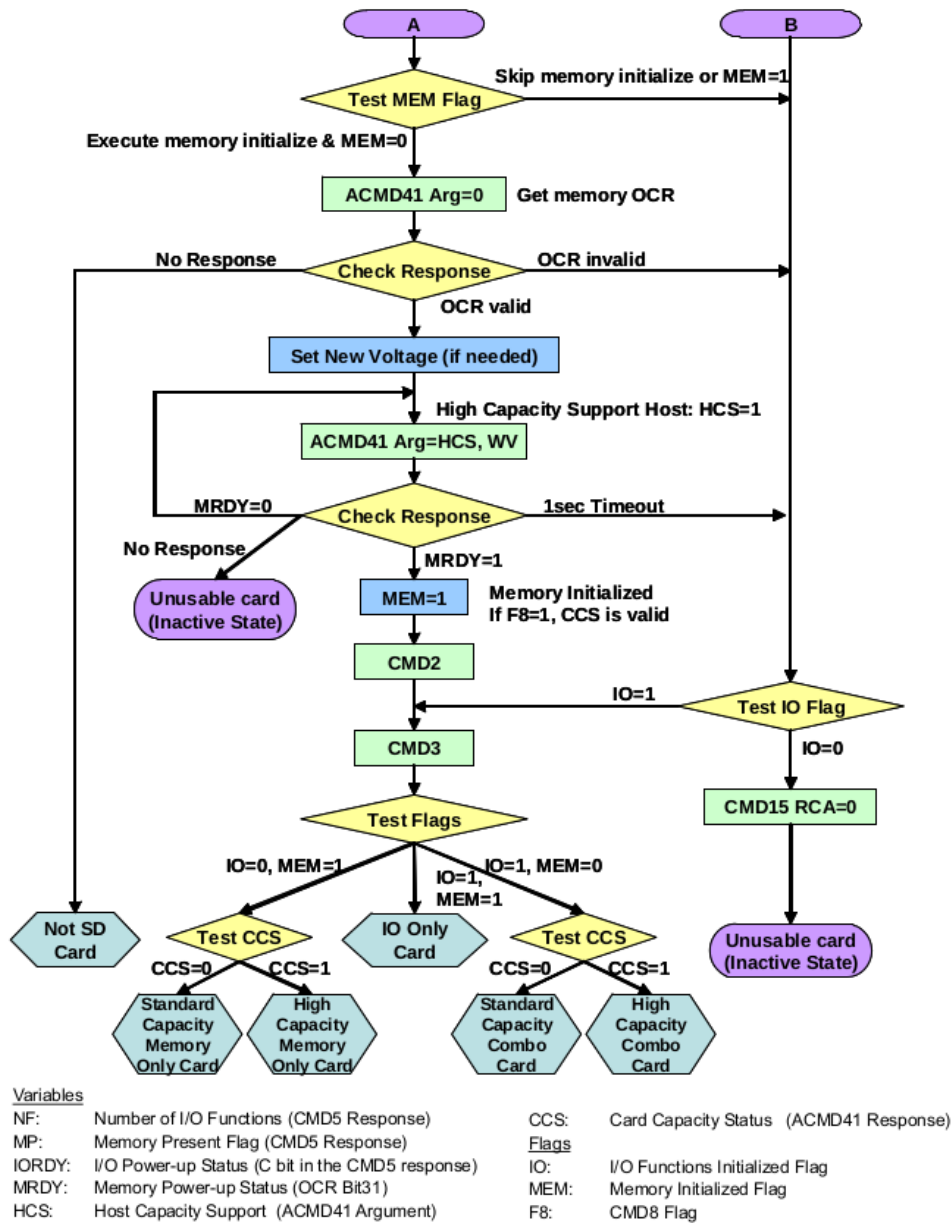 A
B
Skip memory initialize or MEM=1
Test MEM Flag
Execute memory initialize & MEM=0
ACMD41 Arg=0
Get memory OCR
No Response
Check Response
OCR invalid
OCR valid
Set New Voltage (if needed)
High Capacity Support Host: HCS=1
ACMD41 Arg=HCS, WV
MRDY=0
Check Response
1sec Timeout
No Response
MRDY=1
Unusable card
(Inactive State)
MEM=1
Memory Initialized
If F8=1, CCS is valid
CMD2
IO=1
Test IO Flag
CMD3
IO=0
CMD15 RCA=0
Test Flags
IO=0, MEM=1
IO=1,
MEM=1
IO=1, MEM=0
Not SD
Card
Test CCS
IO Only
Card
Test CCS
Unusable card
(Inactive State)
CCS=0
CCS=1
CCS=0
CCS=1
Standard
Capacity
Memory
Only Card
High
Capacity
Memory
Only Card
Standard
Capacity
Combo
Card
High
Capacity
Combo
Card
Variables
NF: Number of I/O Functions (CMD5 Response)
MP: Memory Present Flag (CMD5 Response)
IORDY: I/O Power-up Status (C bit in the CMD5 response)
MRDY: Memory Power-up Status (OCR Bit31)
HCS: Host Capacity Support (ACMD41 Argument)
CCS: Card Capacity Status (ACMD41 Response)
Flags
IO: I/O Functions Initialized Flag
MEM: Memory Initialized Flag
F8: CMD8 Flag